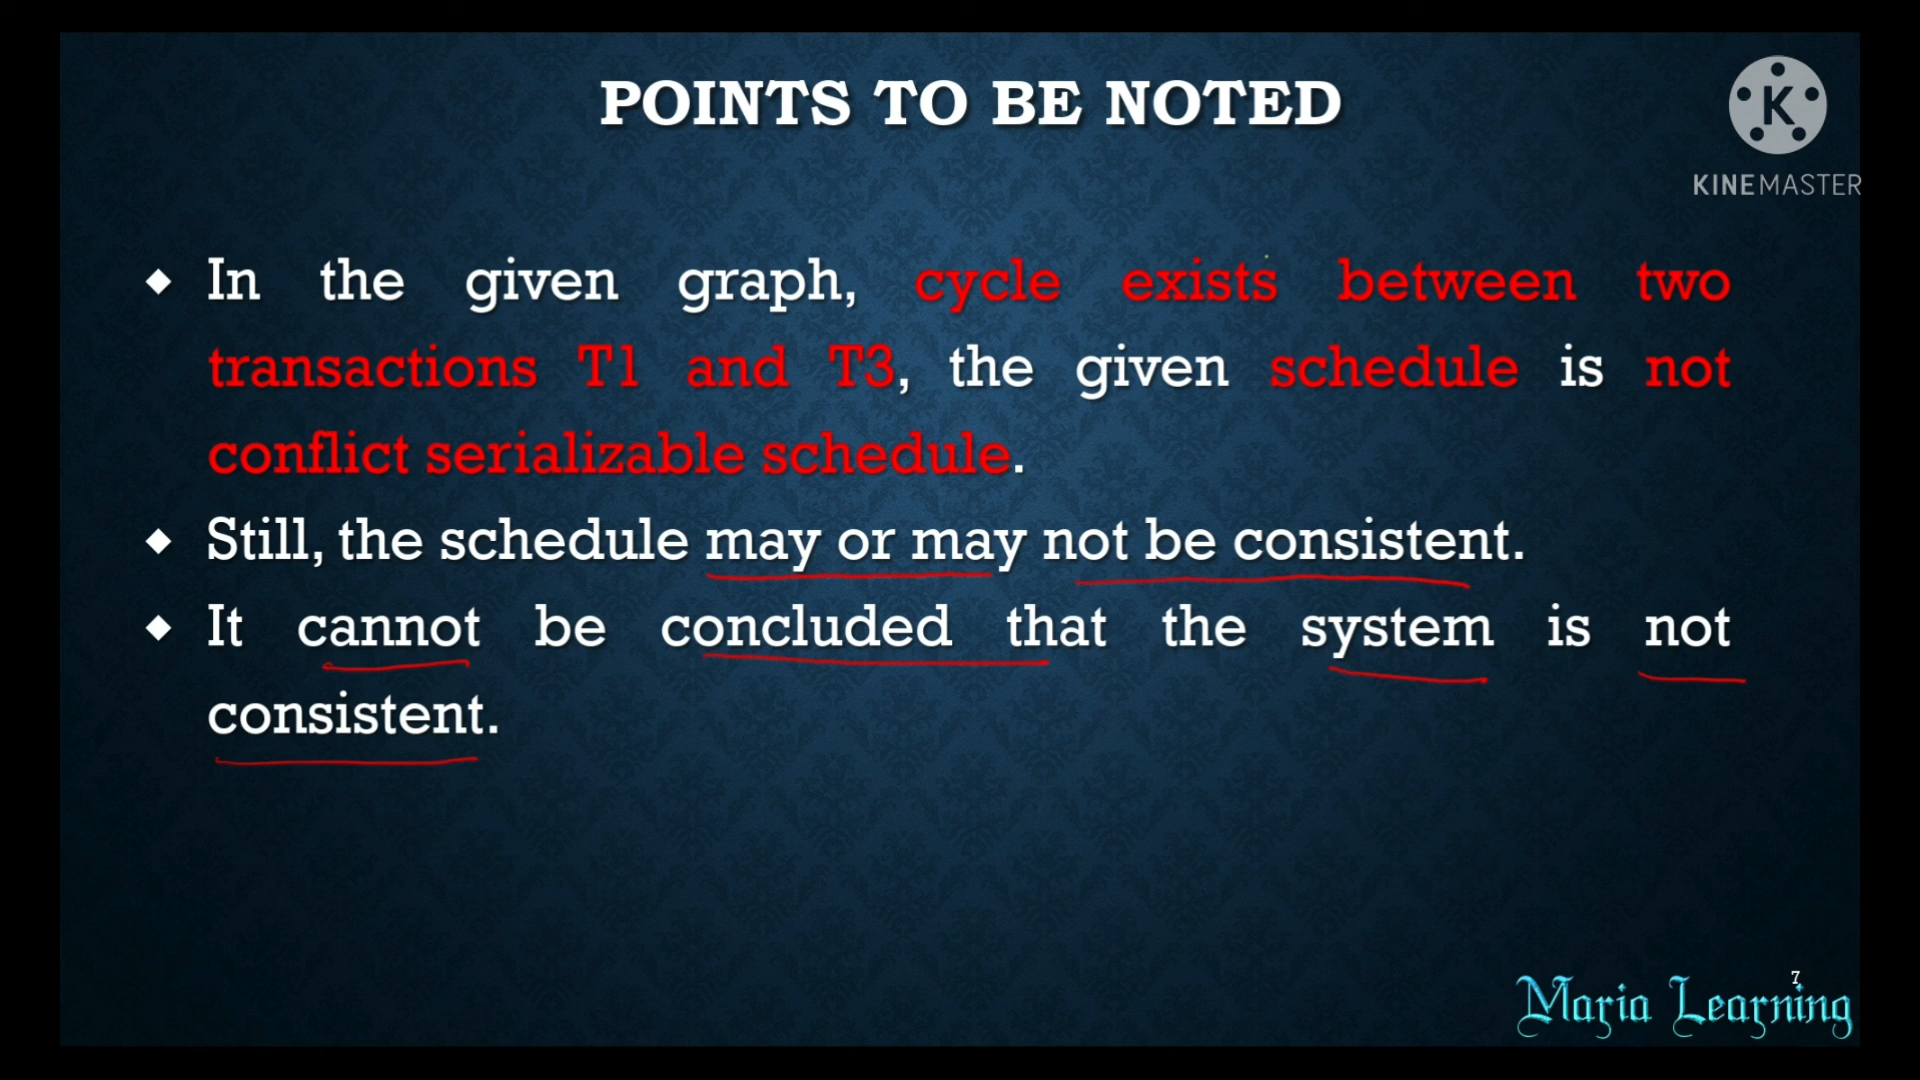 POINTS TO BE NOTED
K
KINEMASTER
◆ In the given graph, cycle exists between two
transactions T1 and T3, the given schedule is not
conflict serializable schedule.
◆ Still, the schedule may or may not be consistent.
◆ It cannot be concluded that the system is not
consistent.
7
Maria Learning